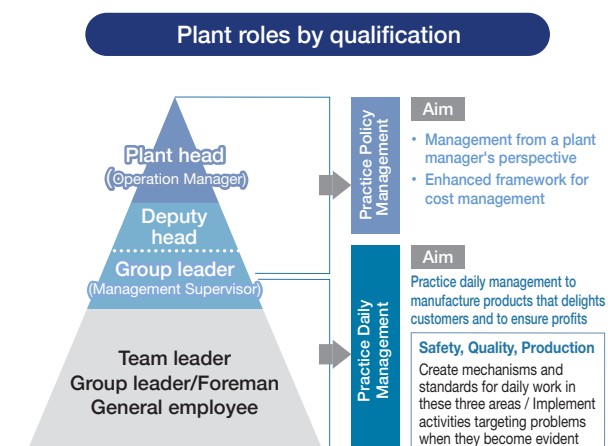 Plant roles by qualification
Plant head
(Operation Manager)
Deputy
head
Group leader
(Management Supervisor)
Team leader
Group leader/Foreman
General employee
Practice Policy
Management
Aim
• Management from a plant
manager's perspective
• Enhanced framework for
cost management
Practice Daily
Management
Aim
Practice daily management to
manufacture products that delights
customers and to ensure profits
Safety, Quality, Production
Create mechanisms and
standards for daily work in
these three areas / Implement
activities targeting problems
when they become evident